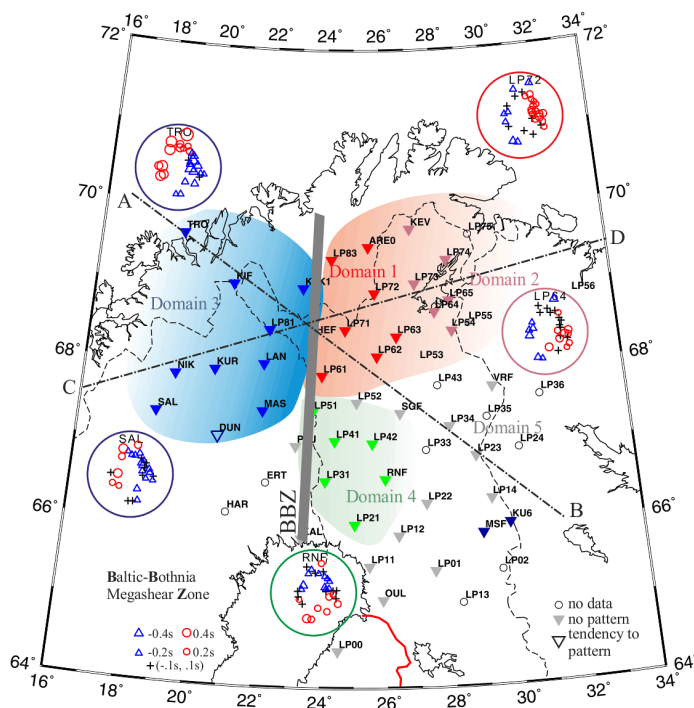 16° 18° 20° 22° 24° 26° 28° 30° 32° 34°
72° 72°
LP72
TRO
70° 70°
A
KEV
LP76
TRO
ARE0
D
LP83
LP74
Domain 1
KIF
LP73
Domain 2
LP56
KTK1
LP72
Domain 3
LP65
LP64
LP64
LP81
HEF
LP71
LP55
LP54
LP63
68° 68°
LP53
LP62
NIK
KUR
LAN
LP61
C
LP43
VRF
LP36
SAL
MAS
LP51
LP52
SGF
LP35
DUN
LP34
Domain 5
SAL
LP41
LP42
LP33
LP24
LP23
ERT
LP31
RNF
Domain 4
66° 66°
HAR
LP22
LP14
B
BBZ
LP21
KU6
MSF
LP12
RNF
LP11
LP01
LP02
Baltic-Bothnia
Megashear Zone
OUL
LP13
no data
no pattern
tendency to
pattern
-0.4s 0.4s
-0.2s 0.2s
+(-.1s, .1s)
LP00
64° 64°
16° 18° 20° 22° 24° 26° 28° 30° 32° 34°